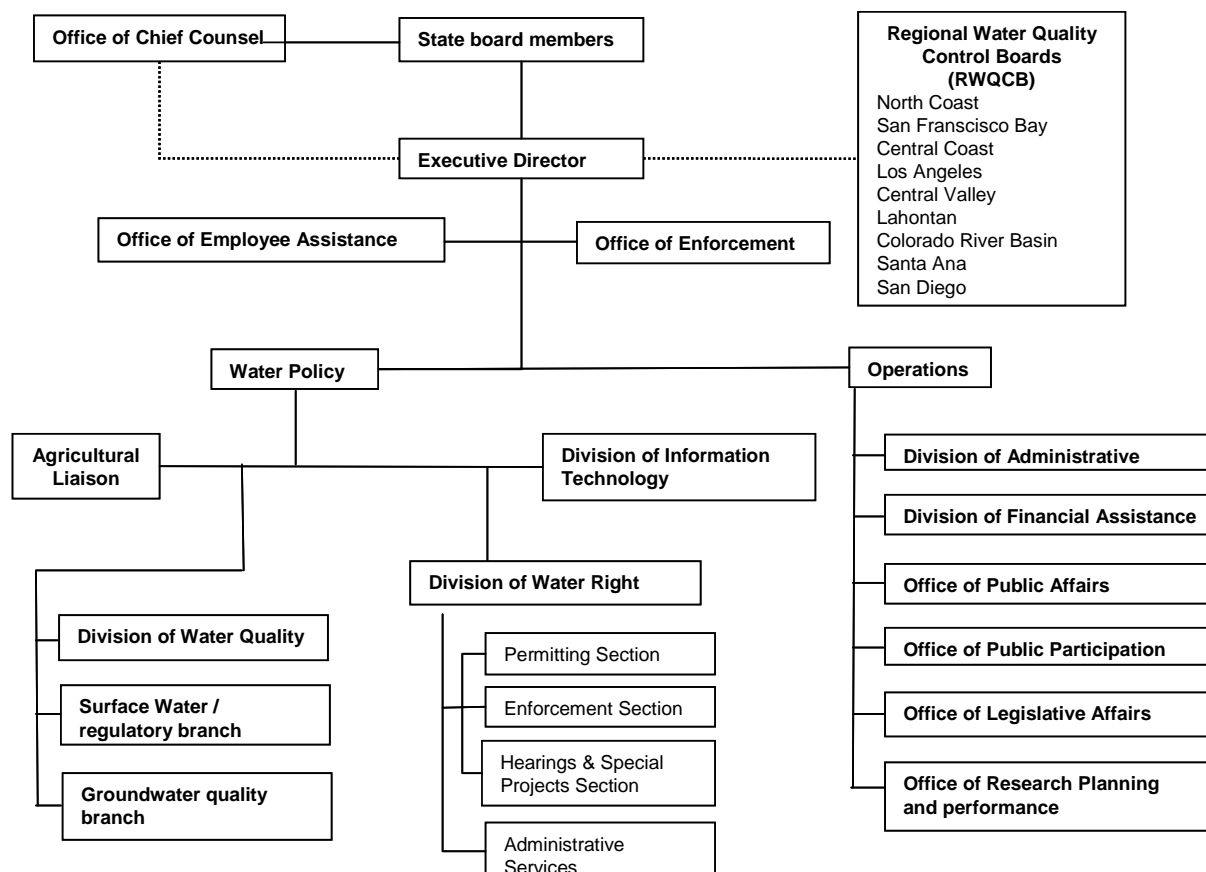 Office of Chief Counsel
State board members
Regional Water Quality
Control Boards
(RWQCB)
North Coast
San Franscisco Bay
Central Coast
Los Angeles
Central Valley
Lahontan
Colorado River Basin
Santa Ana
San Diego
Executive Director
Office of Employee Assistance
Office of Enforcement
Water Policy
Operations
Agricultural
Liaison
Division of Information
Technology
Division of Water Right
Division of Water Quality
Surface Water /
regulatory branch
Groundwater quality
branch
Permitting Section
Enforcement Section
Hearings & Special
Projects Section
Administrative
Services
Division of Administrative
Division of Financial Assistance
Office of Public Affairs
Office of Public Participation
Office of Legislative Affairs
Office of Research Planning
and performance